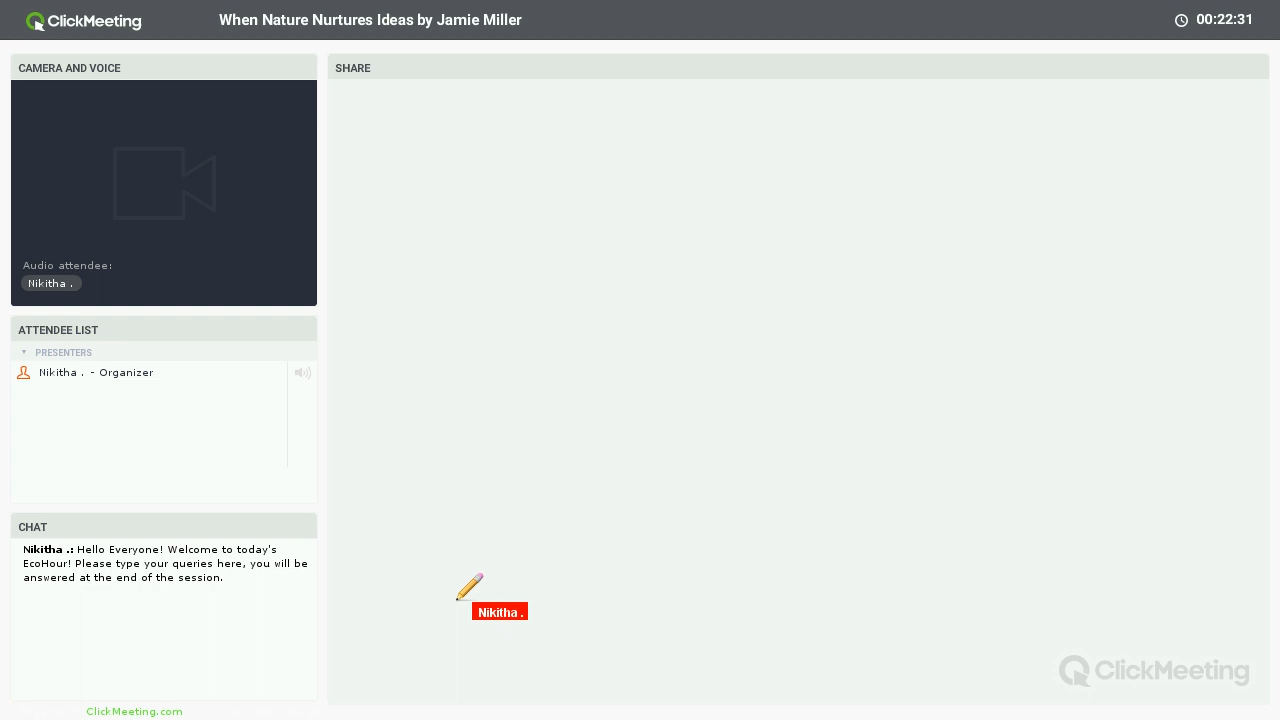 ClickMeeting
When Nature Nurtures Ideas by Jamie Miller
00:22:31
CAMERA AND VOICE
Audio attendee:
Nikitha .
ATTENDEE LIST
PRESENTERS
Nikitha . - Organizer
CHAT
Nikitha .: Hello Everyone! Welcome to today's
EcoHour! Please type your queries here, you will be
answered at the end of the session.
ClickMeeting.com
SHARE
Nikitha .
ClickMeeting